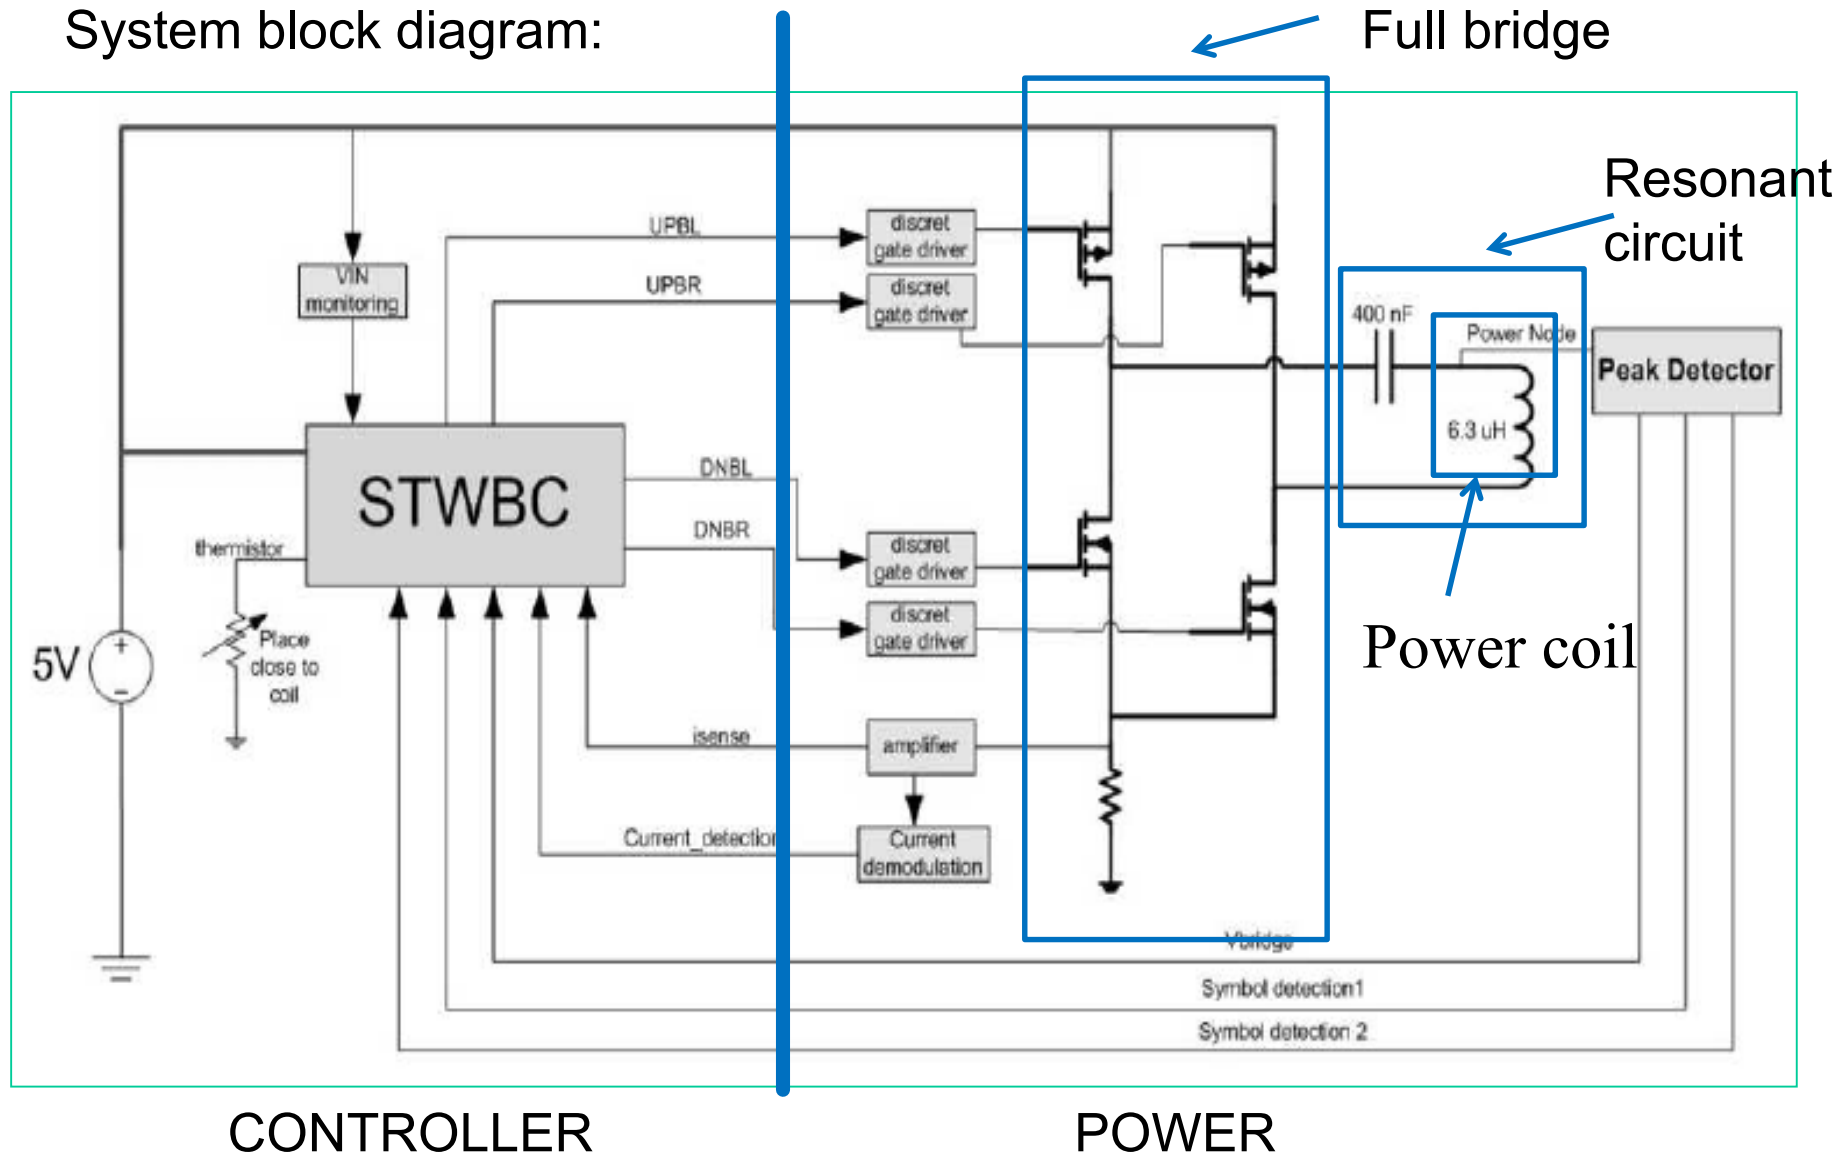 System block diagram:
Full bridge
Resonant
circuit
UPBL
discret
gate driver
UPBR
discret
gate driver
VIN
monitoring
400 nF
Power Node
Peak Detector
6.3 uH
STWBC
DNBL
DNBR
discret
gate driver
thermistor
discret
gate driver
Place
close to
coil
5V
+
−
Power coil
isense
amplifier
Current_detection
Current
demodulation
Vbridge
Symbol detection1
Symbol detection 2
CONTROLLER
POWER